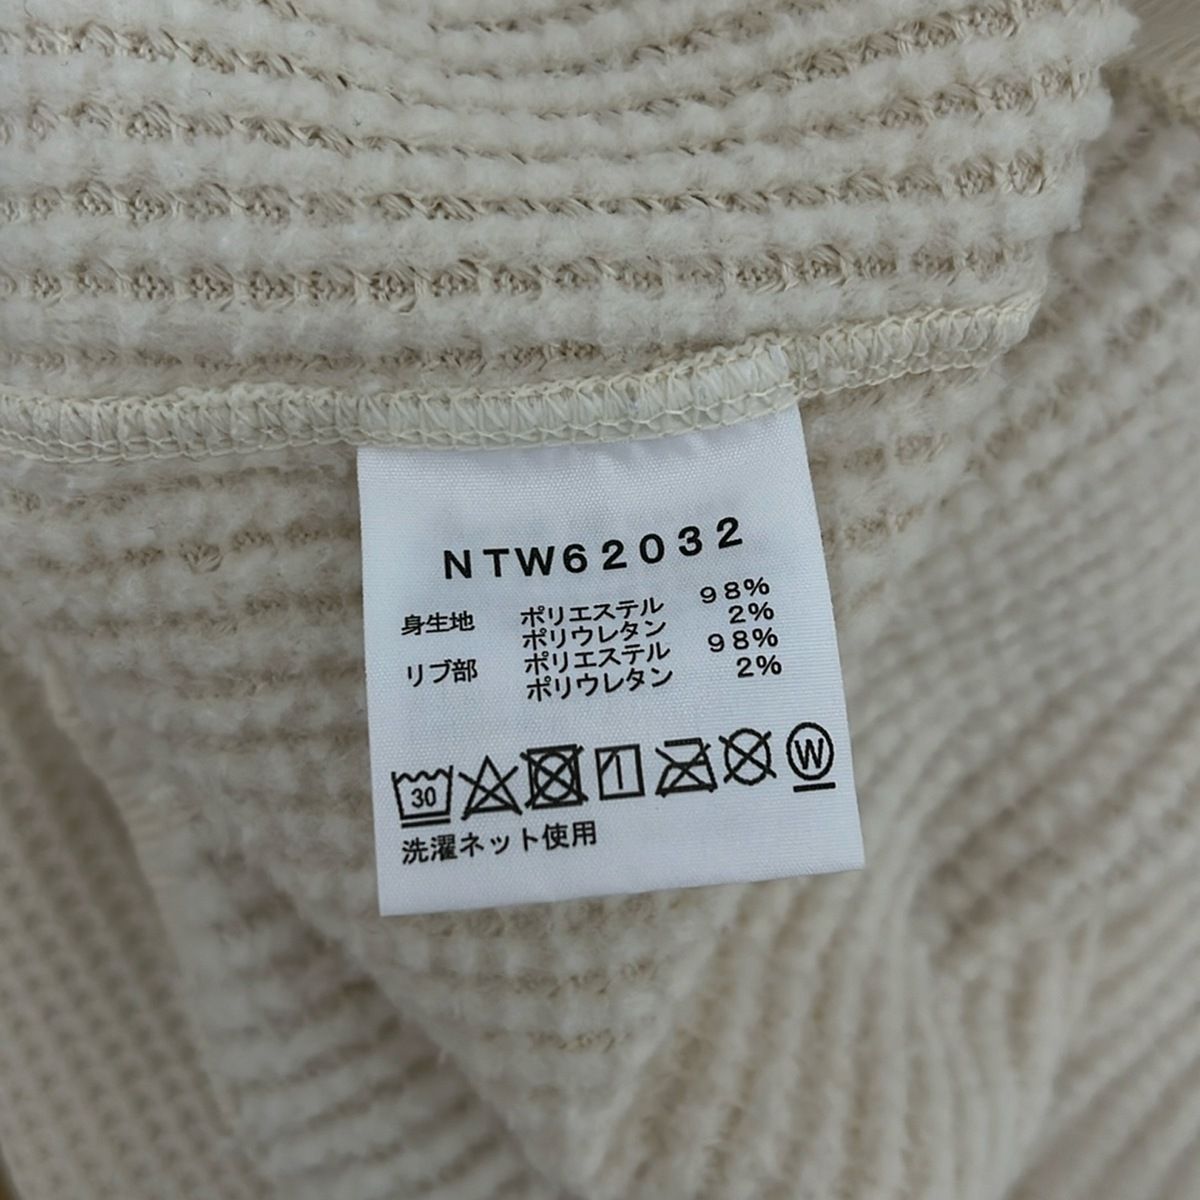 NTW62032
身生地 ポリエステル 98%
ポリウレタン 2%
リブ部 ポリエステル 98%
ポリウレタン 2%
30 W
洗濯ネット使用